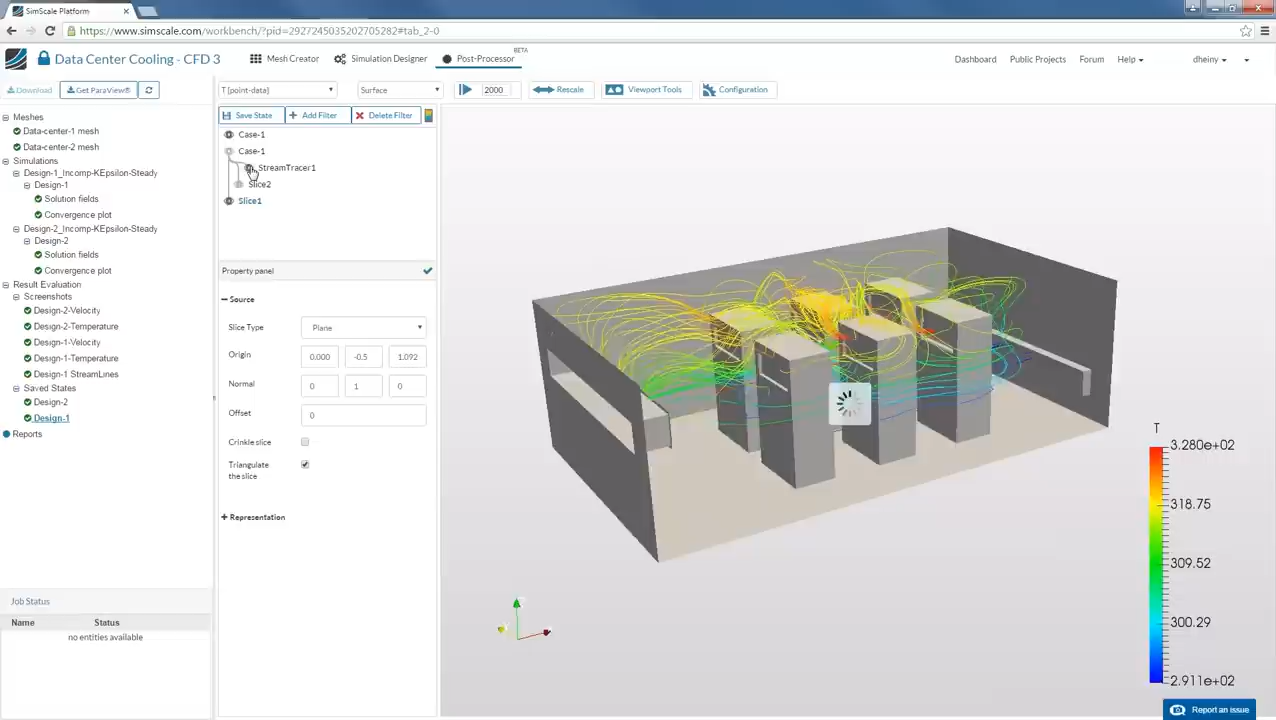 SimScale Platform
https://www.simscale.com/workbench/?pid=2927245035202705282#tab_2-0
Data Center Cooling - CFD 3
Mesh Creator
Simulation Designer
Post-Processor
BETA
Dashboard
Public Projects
Forum
Help
dheiny
Download
Get ParaView®
T [point-data]
Surface
2000
Rescale
Viewport Tools
Configuration
Save State
Add Filter
Delete Filter
Meshes
Data-center-1 mesh
Data-center-2 mesh
Simulations
Design-1_Incomp-KEpsilon-Steady
Design-1
Solution fields
Convergence plot
Design-2_Incomp-KEpsilon-Steady
Design-2
Solution fields
Convergence plot
Result Evaluation
Screenshots
Design-2-Velocity
Design-2-Temperature
Design-1-Velocity
Design-1-Temperature
Design-1 StreamLines
Saved States
Design-2
Design-1
Reports
Case-1
Case-1
StreamTracer1
Slice2
Slice1
Property panel
Source
Slice Type
Plane
Origin
0.000
-0.5
1.092
Normal
0
1
0
Offset
0
Crinkle slice
Triangulate
the slice
Representation
Job Status
Name
Status
no entities available
T
3.280e+02
318.75
309.52
300.29
2.911e+02
Report an issue